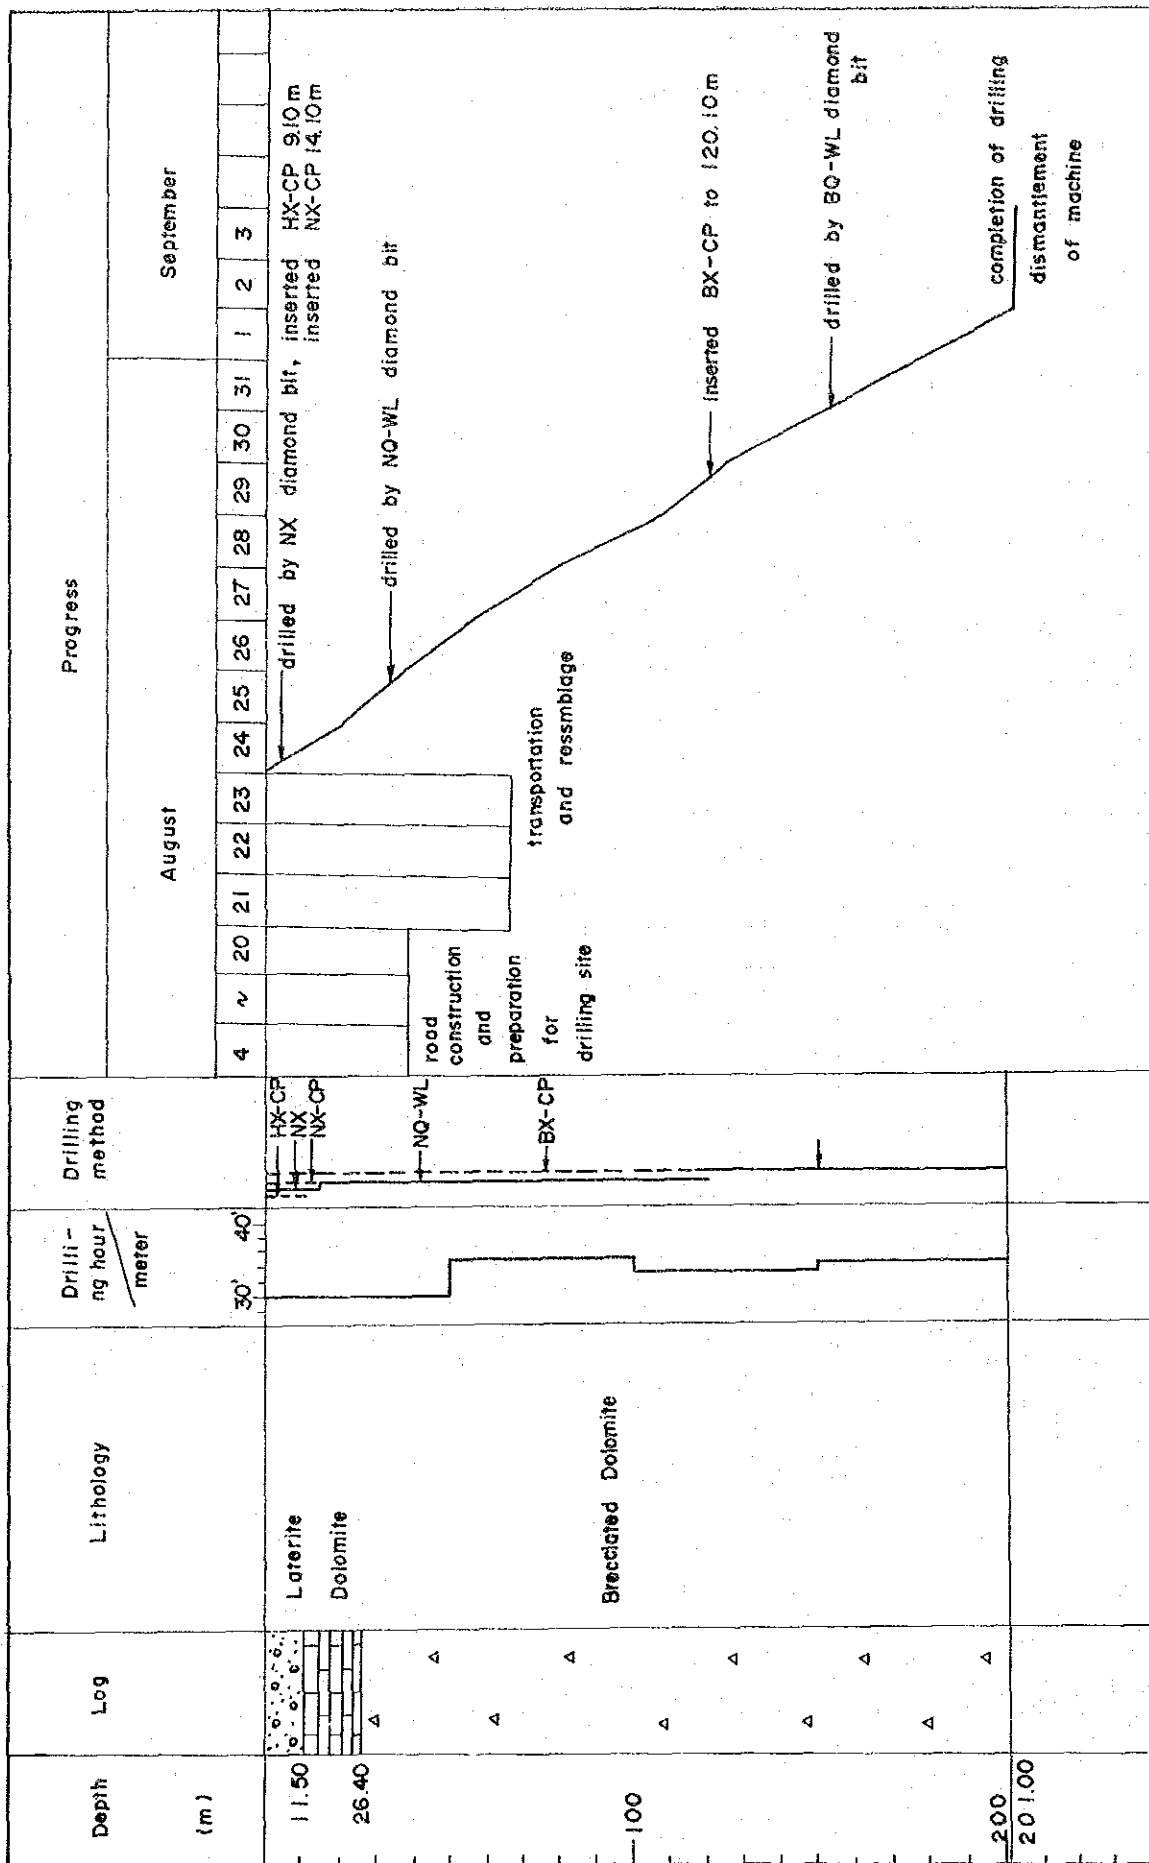 Depth
(m)
Log
Lithology
Drilli-
ng hour
meter
Drilling
method
Progress
August
September
4 ~ 20 21 22 23 24 25 26 27 28 29 30 31 1 2 3
30' 40'
11.50
26.40
100
200
201.00
Laterite
Dolomite
Brecciated Dolomite
HX-CP
NX
NX-CP
NQ-WL
BX-CP
road
construction
and
preparation
for
drilling site
transportation
and ressmblage
drilled by NX diamond bit, inserted HX-CP 9.10m
inserted NX-CP 14.10m
drilled by NQ-WL diamond bit
inserted BX-CP to 120.10m
drilled by BQ-WL diamond
bit
completion of drilling
dismantlement
of machine